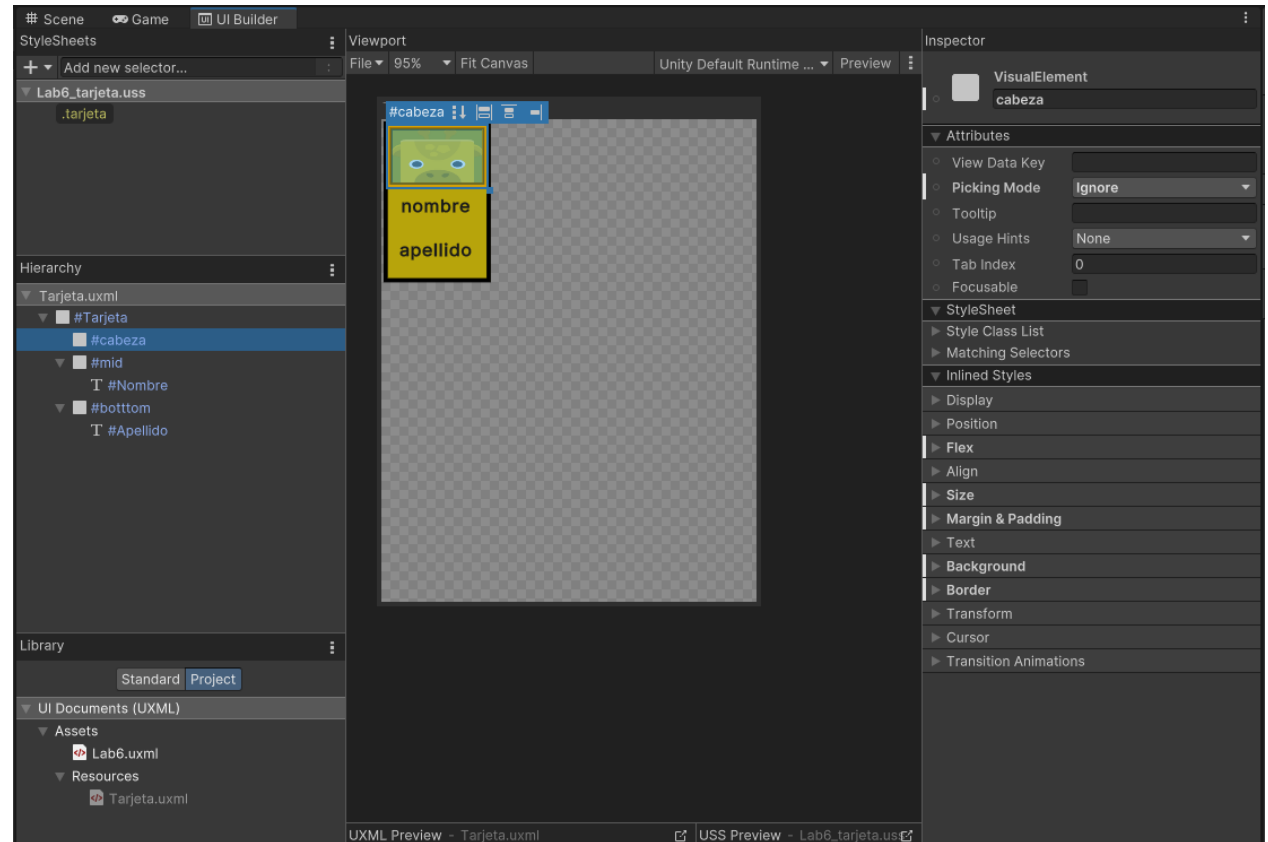 Scene Game UI Builder
StyleSheets
Add new selector...
Lab6_tarjeta.uss
.tarjeta
Hierarchy
Tarjeta.uxml
#Tarjeta
#cabeza
#mid
T #Nombre
#botttom
T #Apellido
Library
Standard Project
UI Documents (UXML)
Assets
Lab6.uxml
Resources
Tarjeta.uxml
Viewport
File 95% Fit Canvas Unity Default Runtime ... Preview
#cabeza
nombre
apellido
UXML Preview - Tarjeta.uxml
USS Preview - Lab6_tarjeta.uss
Inspector
VisualElement
cabeza
Attributes
View Data Key
Picking Mode Ignore
Tooltip
Usage Hints None
Tab Index 0
Focusable
StyleSheet
Style Class List
Matching Selectors
Inlined Styles
Display
Position
Flex
Align
Size
Margin & Padding
Text
Background
Border
Transform
Cursor
Transition Animations